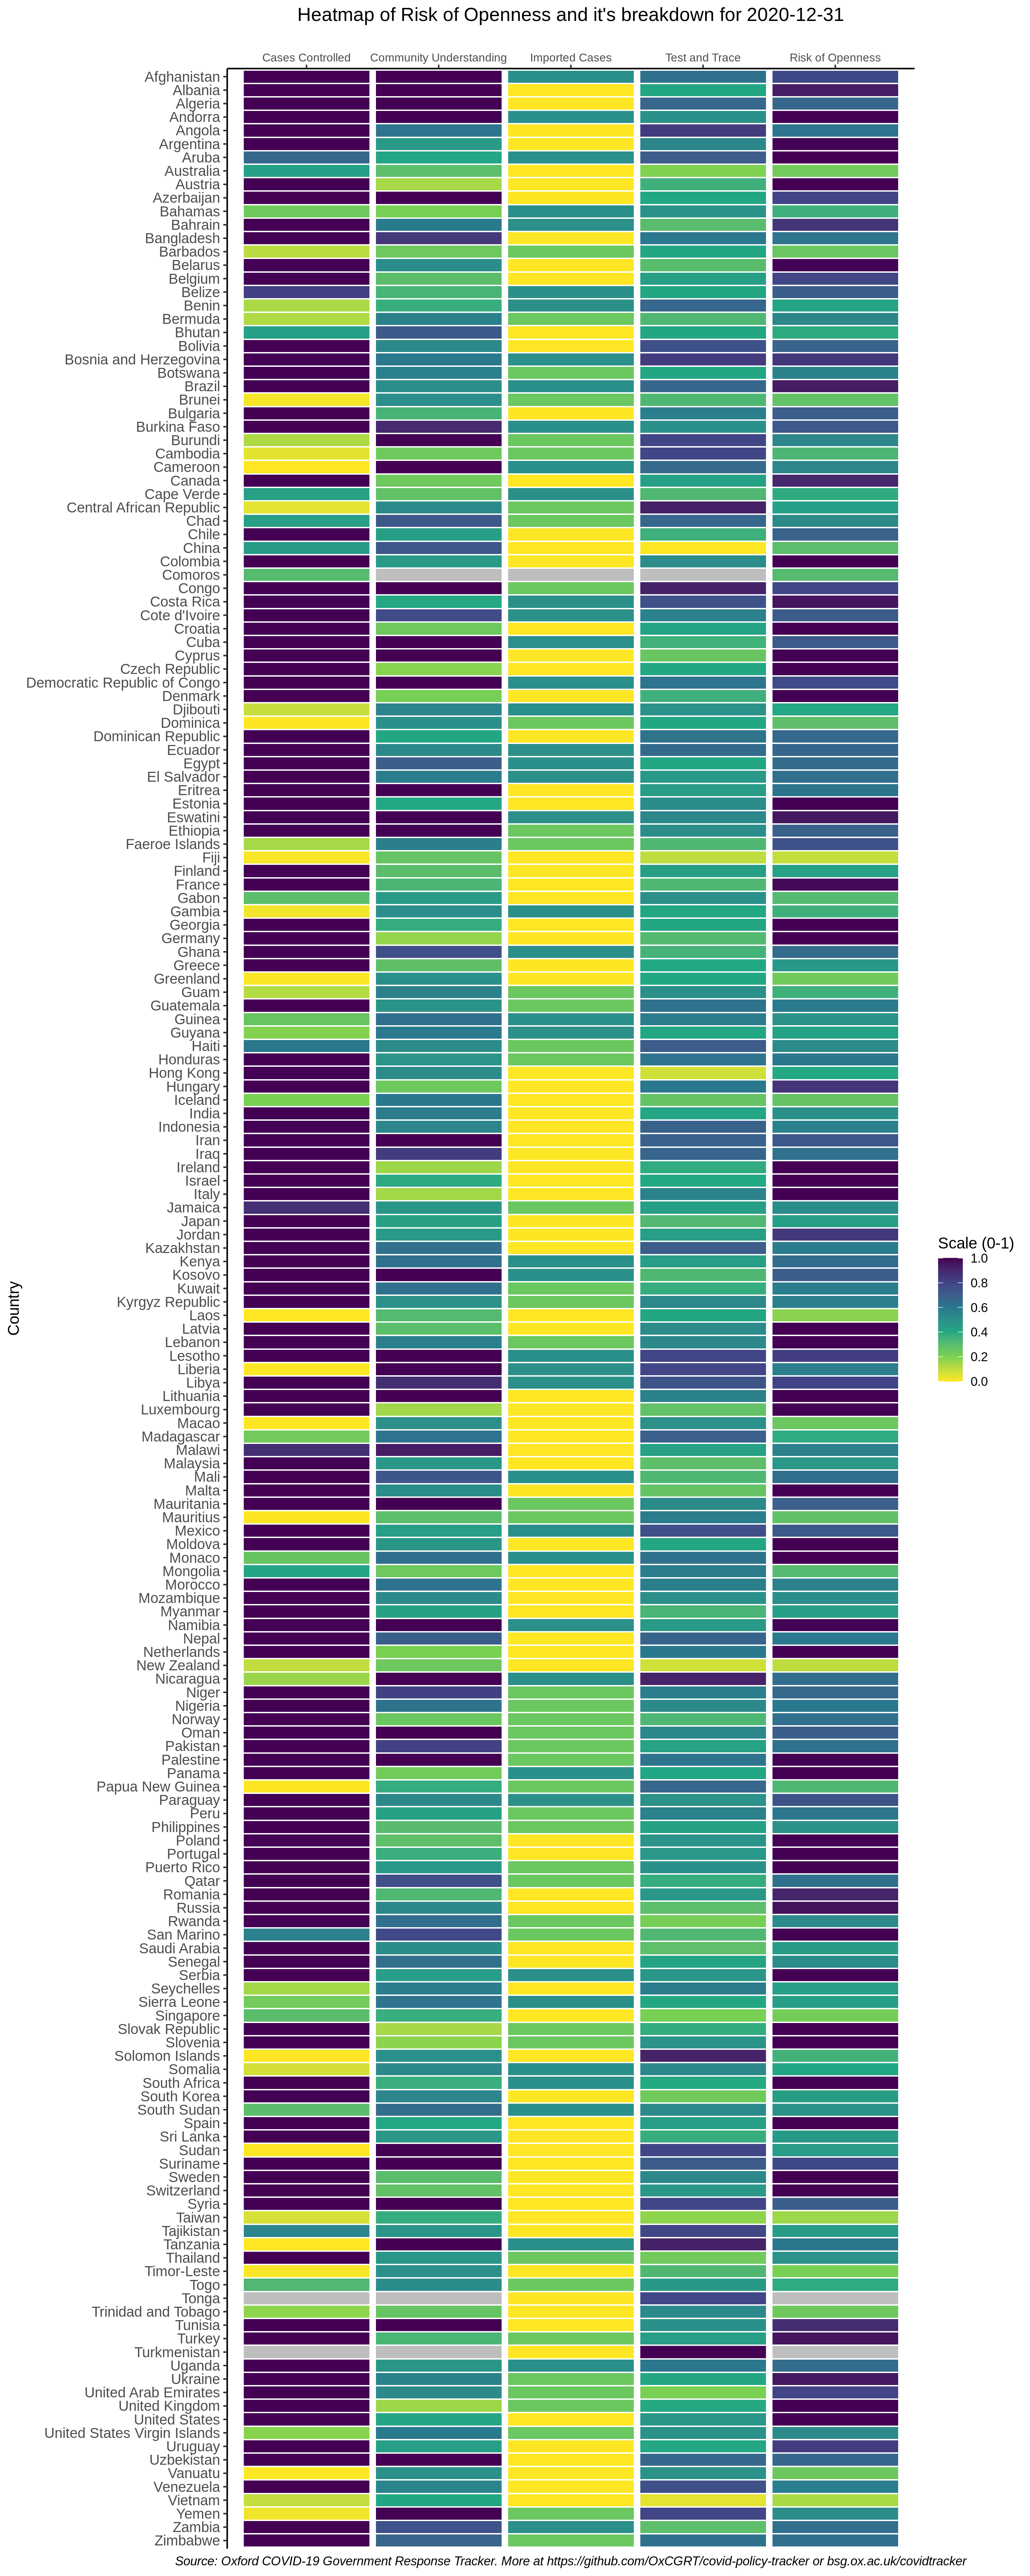 Heatmap of Risk of Openness and it's breakdown for 2020-12-31
Cases Controlled Community Understanding Imported Cases Test and Trace Risk of Openness
Afghanistan
Albania
Algeria
Andorra
Angola
Argentina
Aruba
Australia
Austria
Azerbaijan
Bahamas
Bahrain
Bangladesh
Barbados
Belarus
Belgium
Belize
Benin
Bermuda
Bhutan
Bolivia
Bosnia and Herzegovina
Botswana
Brazil
Brunei
Bulgaria
Burkina Faso
Burundi
Cambodia
Cameroon
Canada
Cape Verde
Central African Republic
Chad
Chile
China
Colombia
Comoros
Congo
Costa Rica
Cote d'Ivoire
Croatia
Cuba
Cyprus
Czech Republic
Democratic Republic of Congo
Denmark
Djibouti
Dominica
Dominican Republic
Ecuador
Egypt
El Salvador
Eritrea
Estonia
Eswatini
Ethiopia
Faeroe Islands
Fiji
Finland
France
Gabon
Gambia
Georgia
Germany
Ghana
Greece
Greenland
Guam
Guatemala
Guinea
Guyana
Haiti
Honduras
Hong Kong
Hungary
Iceland
India
Indonesia
Iran
Iraq
Ireland
Israel
Italy
Jamaica
Japan
Jordan
Kazakhstan
Kenya
Kosovo
Kuwait
Kyrgyz Republic
Laos
Latvia
Lebanon
Lesotho
Liberia
Libya
Lithuania
Luxembourg
Macao
Madagascar
Malawi
Malaysia
Mali
Malta
Mauritania
Mauritius
Mexico
Moldova
Monaco
Mongolia
Morocco
Mozambique
Myanmar
Namibia
Nepal
Netherlands
New Zealand
Nicaragua
Niger
Nigeria
Norway
Oman
Pakistan
Palestine
Panama
Papua New Guinea
Paraguay
Peru
Philippines
Poland
Portugal
Puerto Rico
Qatar
Romania
Russia
Rwanda
San Marino
Saudi Arabia
Senegal
Serbia
Seychelles
Sierra Leone
Singapore
Slovak Republic
Slovenia
Solomon Islands
Somalia
South Africa
South Korea
South Sudan
Spain
Sri Lanka
Sudan
Suriname
Sweden
Switzerland
Syria
Taiwan
Tajikistan
Tanzania
Thailand
Timor-Leste
Togo
Tonga
Trinidad and Tobago
Tunisia
Turkey
Turkmenistan
Uganda
Ukraine
United Arab Emirates
United Kingdom
United States
United States Virgin Islands
Uruguay
Uzbekistan
Vanuatu
Venezuela
Vietnam
Yemen
Zambia
Zimbabwe
Country
Scale (0-1)
1.0
0.8
0.6
0.4
0.2
0.0
Source: Oxford COVID-19 Government Response Tracker. More at https://github.com/OxCGRT/covid-policy-tracker or bsg.ox.ac.uk/covidtracker